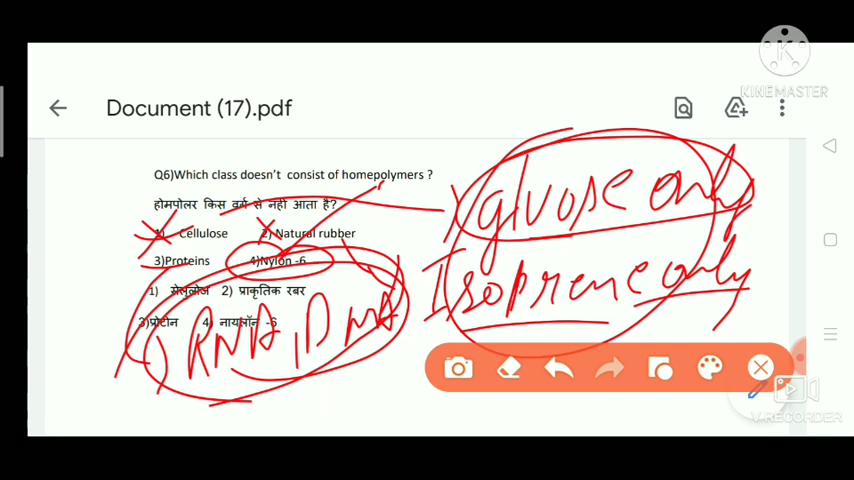 KINEMASTER
Document (17).pdf
Q6)Which class doesn't consist of homepolymers ?
होमपोलर किस वर्ग से नही आता है?
1) Cellulose 2) Natural rubber
3)Proteins 4)Nylon -6
1) सेलुलोज 2) प्राकृतिक रबर
3)प्रोटीन 4) नायलॉन -6
glucose only
Isoprene only
RNA, DNA
V-RECORDER